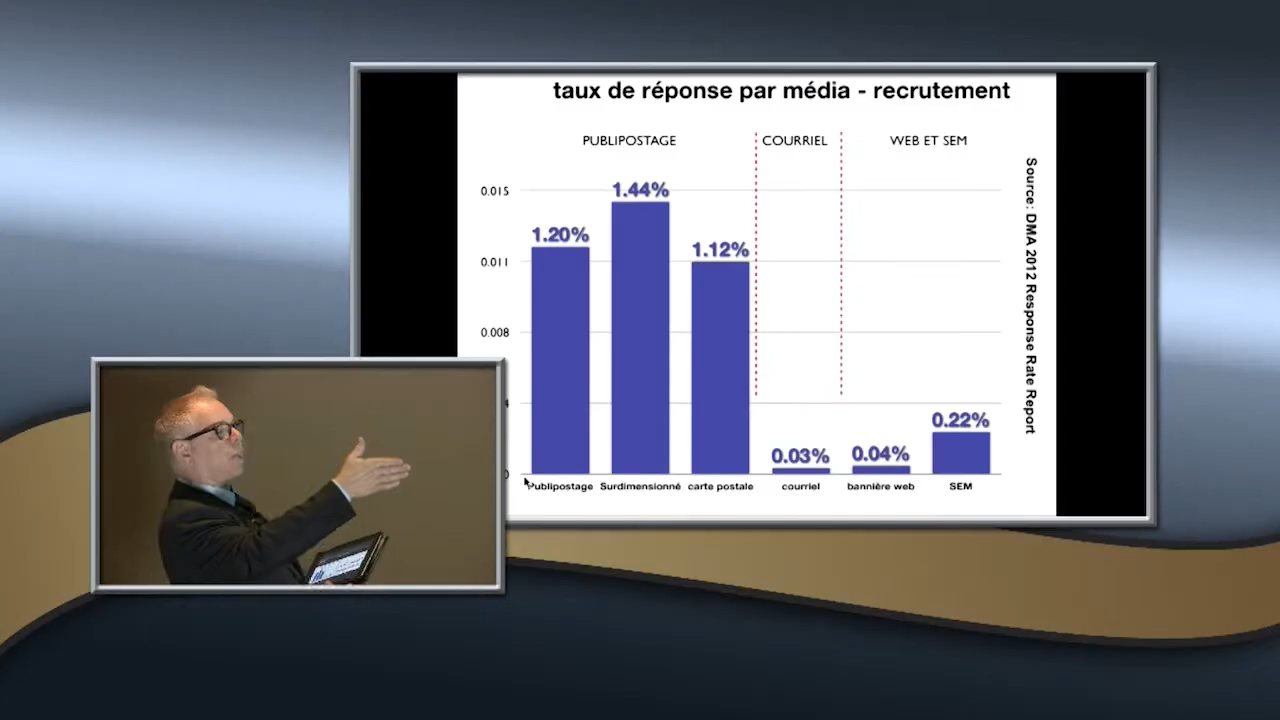 taux de réponse par média - recrutement
PUBLIPOSTAGE
COURRIEL
WEB ET SEM
0.015
0.011
0.008
4
0
1.20%
1.44%
1.12%
0.03%
0.04%
0.22%
Publipostage
Surdimensionné
carte postale
courriel
bannière web
SEM
Source: DMA 2012 Response Rate Report